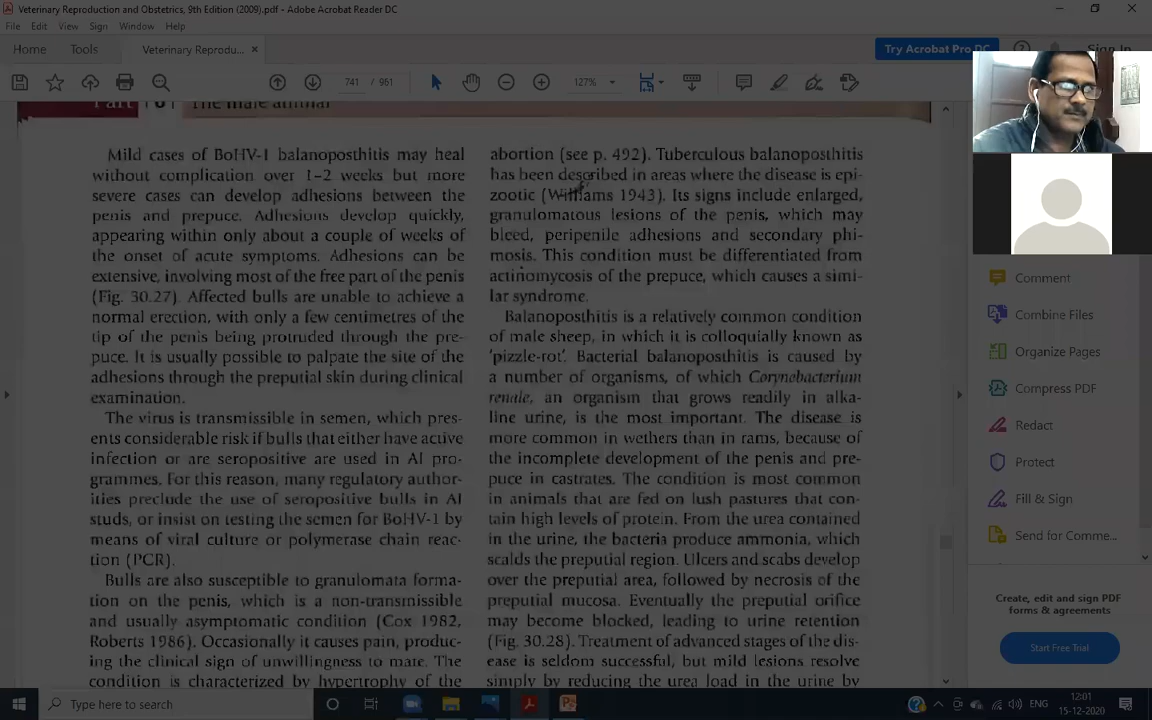 Veterinary Reproduction and Obstetrics, 9th Edition (2009).pdf - Adobe Acrobat Reader DC
File Edit View Sign Window Help
Home Tools Veterinary Reprodu... × Try Acrobat Pro DC Sign In
741 / 961 127%
Part 6 The male animal
Mild cases of BoHV-1 balanoposthitis may heal
without complication over 1–2 weeks but more
severe cases can develop adhesions between the
penis and prepuce. Adhesions develop quickly,
appearing within only about a couple of weeks of
the onset of acute symptoms. Adhesions can be
extensive, involving most of the free part of the penis
(Fig. 30.27). Affected bulls are unable to achieve a
normal erection, with only a few centimetres of the
tip of the penis being protruded through the pre-
puce. It is usually possible to palpate the site of the
adhesions through the preputial skin during clinical
examination.
The virus is transmissible in semen, which pres-
ents considerable risk if bulls that either have active
infection or are seropositive are used in AI pro-
grammes. For this reason, many regulatory author-
ities preclude the use of seropositive bulls in AI
studs, or insist on testing the semen for BoHV-1 by
means of viral culture or polymerase chain reac-
tion (PCR).
Bulls are also susceptible to granulomata forma-
tion on the penis, which is a non-transmissible
and usually asymptomatic condition (Cox 1982,
Roberts 1986). Occasionally it causes pain, produc-
ing the clinical sign of unwillingness to mate. The
condition is characterized by hypertrophy of the
abortion (see p. 492). Tuberculous balanoposthitis
has been described in areas where the disease is epi-
zootic (Williams 1943). Its signs include enlarged,
granulomatous lesions of the penis, which may
bleed, peripenile adhesions and secondary phi-
mosis. This condition must be differentiated from
actinomycosis of the prepuce, which causes a simi-
lar syndrome.
Balanoposthitis is a relatively common condition
of male sheep, in which it is colloquially known as
'pizzle-rot'. Bacterial balanoposthitis is caused by
a number of organisms, of which Corynebacterium
renale, an organism that grows readily in alka-
line urine, is the most important. The disease is
more common in wethers than in rams, because of
the incomplete development of the penis and pre-
puce in castrates. The condition is most common
in animals that are fed on lush pastures that con-
tain high levels of protein. From the urea contained
in the urine, the bacteria produce ammonia, which
scalds the preputial region. Ulcers and scabs develop
over the preputial area, followed by necrosis of the
preputial mucosa. Eventually the preputial orifice
may become blocked, leading to urine retention
(Fig. 30.28). Treatment of advanced stages of the dis-
ease is seldom successful, but mild lesions resolve
simply by reducing the urea load in the urine by
Comment
Combine Files
Organize Pages
Compress PDF
Redact
Protect
Fill & Sign
Send for Comme...
Create, edit and sign PDF
forms & agreements
Start Free Trial
Type here to search
ENG
12:01
15-12-2020